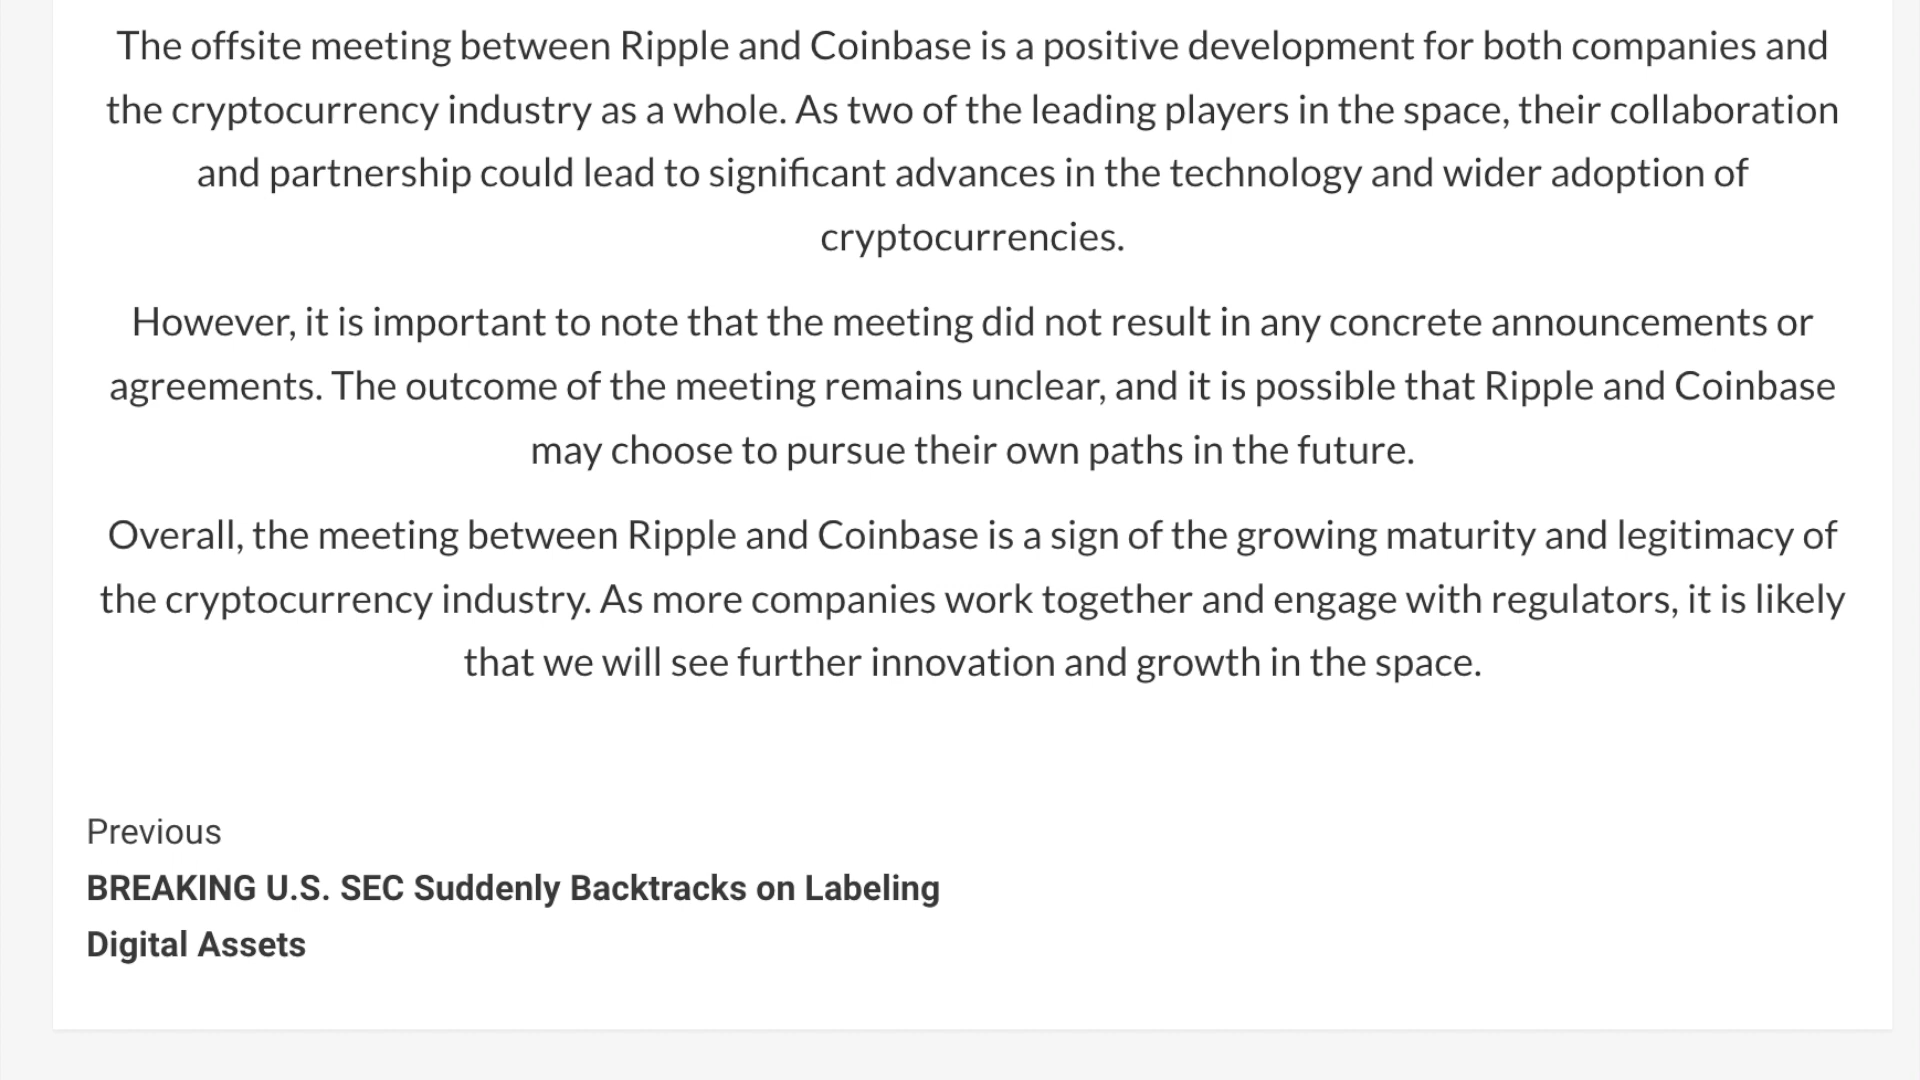 The offsite meeting between Ripple and Coinbase is a positive development for both companies and
the cryptocurrency industry as a whole. As two of the leading players in the space, their collaboration
and partnership could lead to significant advances in the technology and wider adoption of
cryptocurrencies.
However, it is important to note that the meeting did not result in any concrete announcements or
agreements. The outcome of the meeting remains unclear, and it is possible that Ripple and Coinbase
may choose to pursue their own paths in the future.
Overall, the meeting between Ripple and Coinbase is a sign of the growing maturity and legitimacy of
the cryptocurrency industry. As more companies work together and engage with regulators, it is likely
that we will see further innovation and growth in the space.
Previous
BREAKING U.S. SEC Suddenly Backtracks on Labeling
Digital Assets